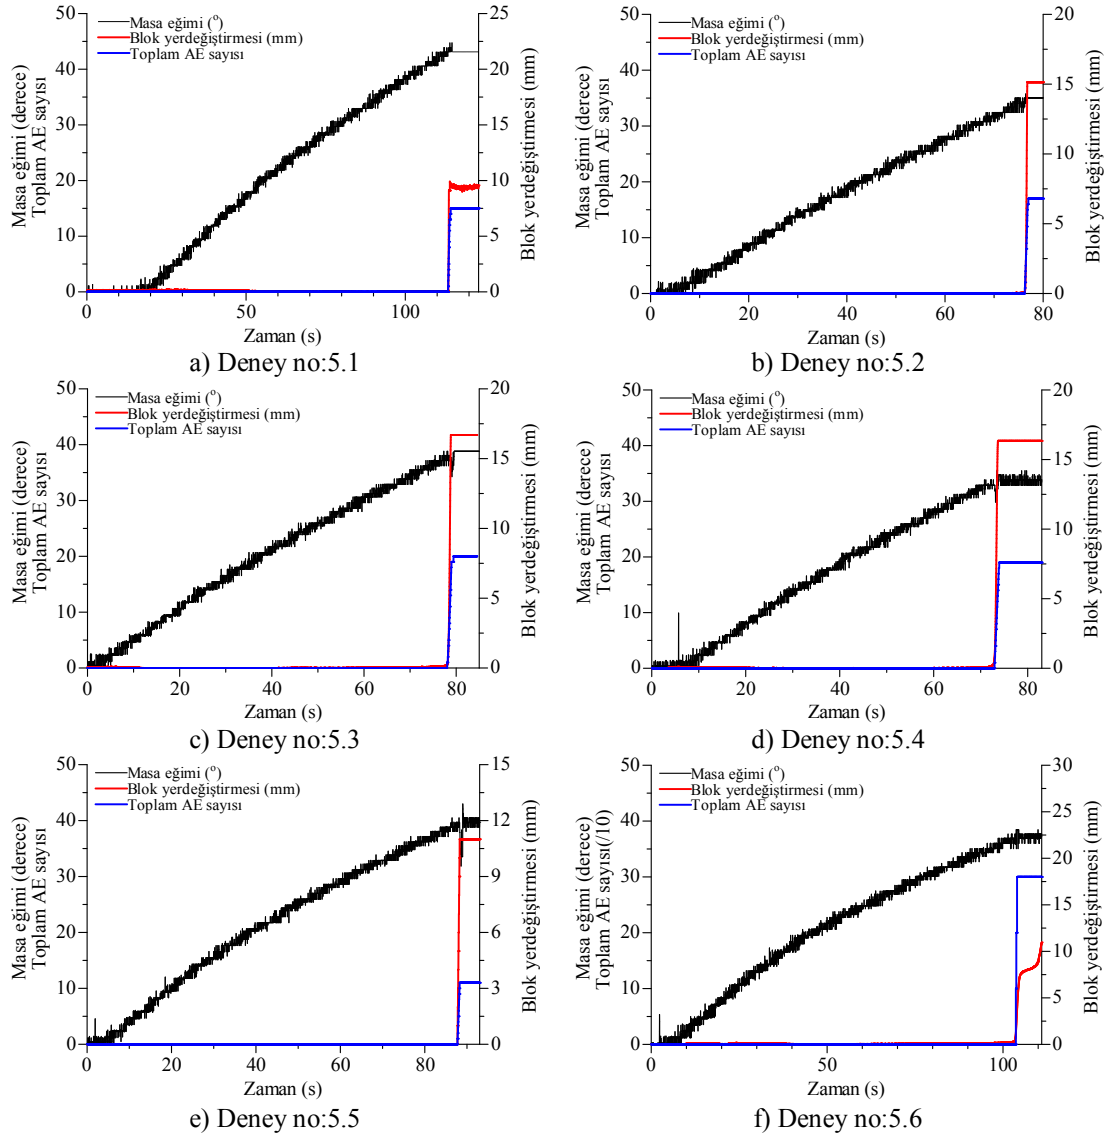 50
40
30
20
10
0
Masa eğimi (derece)
Toplam AE sayısı
Masa eğimi (°)
Blok yerdeğiştirmesi (mm)
Toplam AE sayısı
25
20
15
10
5
0
Blok yerdeğiştirmesi (mm)
0 50 100
Zaman (s)
a) Deney no:5.1
50
40
30
20
10
0
Masa eğimi (derece)
Toplam AE sayısı
Masa eğimi (°)
Blok yerdeğiştirmesi (mm)
Toplam AE sayısı
20
15
10
5
0
Blok yerdeğiştirmesi (mm)
0 20 40 60 80
Zaman (s)
b) Deney no:5.2
50
40
30
20
10
0
Masa eğimi (derece)
Toplam AE sayısı
Masa eğimi (°)
Blok yerdeğiştirmesi (mm)
Toplam AE sayısı
20
15
10
5
0
Blok yerdeğiştirmesi (mm)
0 20 40 60 80
Zaman (s)
c) Deney no:5.3
50
40
30
20
10
0
Masa eğimi (derece)
Toplam AE sayısı
Masa eğimi (°)
Blok yerdeğiştirmesi (mm)
Toplam AE sayısı
20
15
10
5
0
Blok yerdeğiştirmesi (mm)
0 20 40 60 80
Zaman (s)
d) Deney no:5.4
50
40
30
20
10
0
Masa eğimi (derece)
Toplam AE sayısı
Masa eğimi (°)
Blok yerdeğiştirmesi (mm)
Toplam AE sayısı
15
12
9
6
3
0
Blok yerdeğiştirmesi (mm)
0 20 40 60 80
Zaman (s)
e) Deney no:5.5
50
40
30
20
10
0
Masa eğimi (derece)
Toplam AE sayısı(/10)
Masa eğimi (°)
Blok yerdeğiştirmesi (mm)
Toplam AE sayısı
30
25
20
15
10
5
0
Blok yerdeğiştirmesi (mm)
0 50 100
Zaman (s)
f) Deney no:5.6